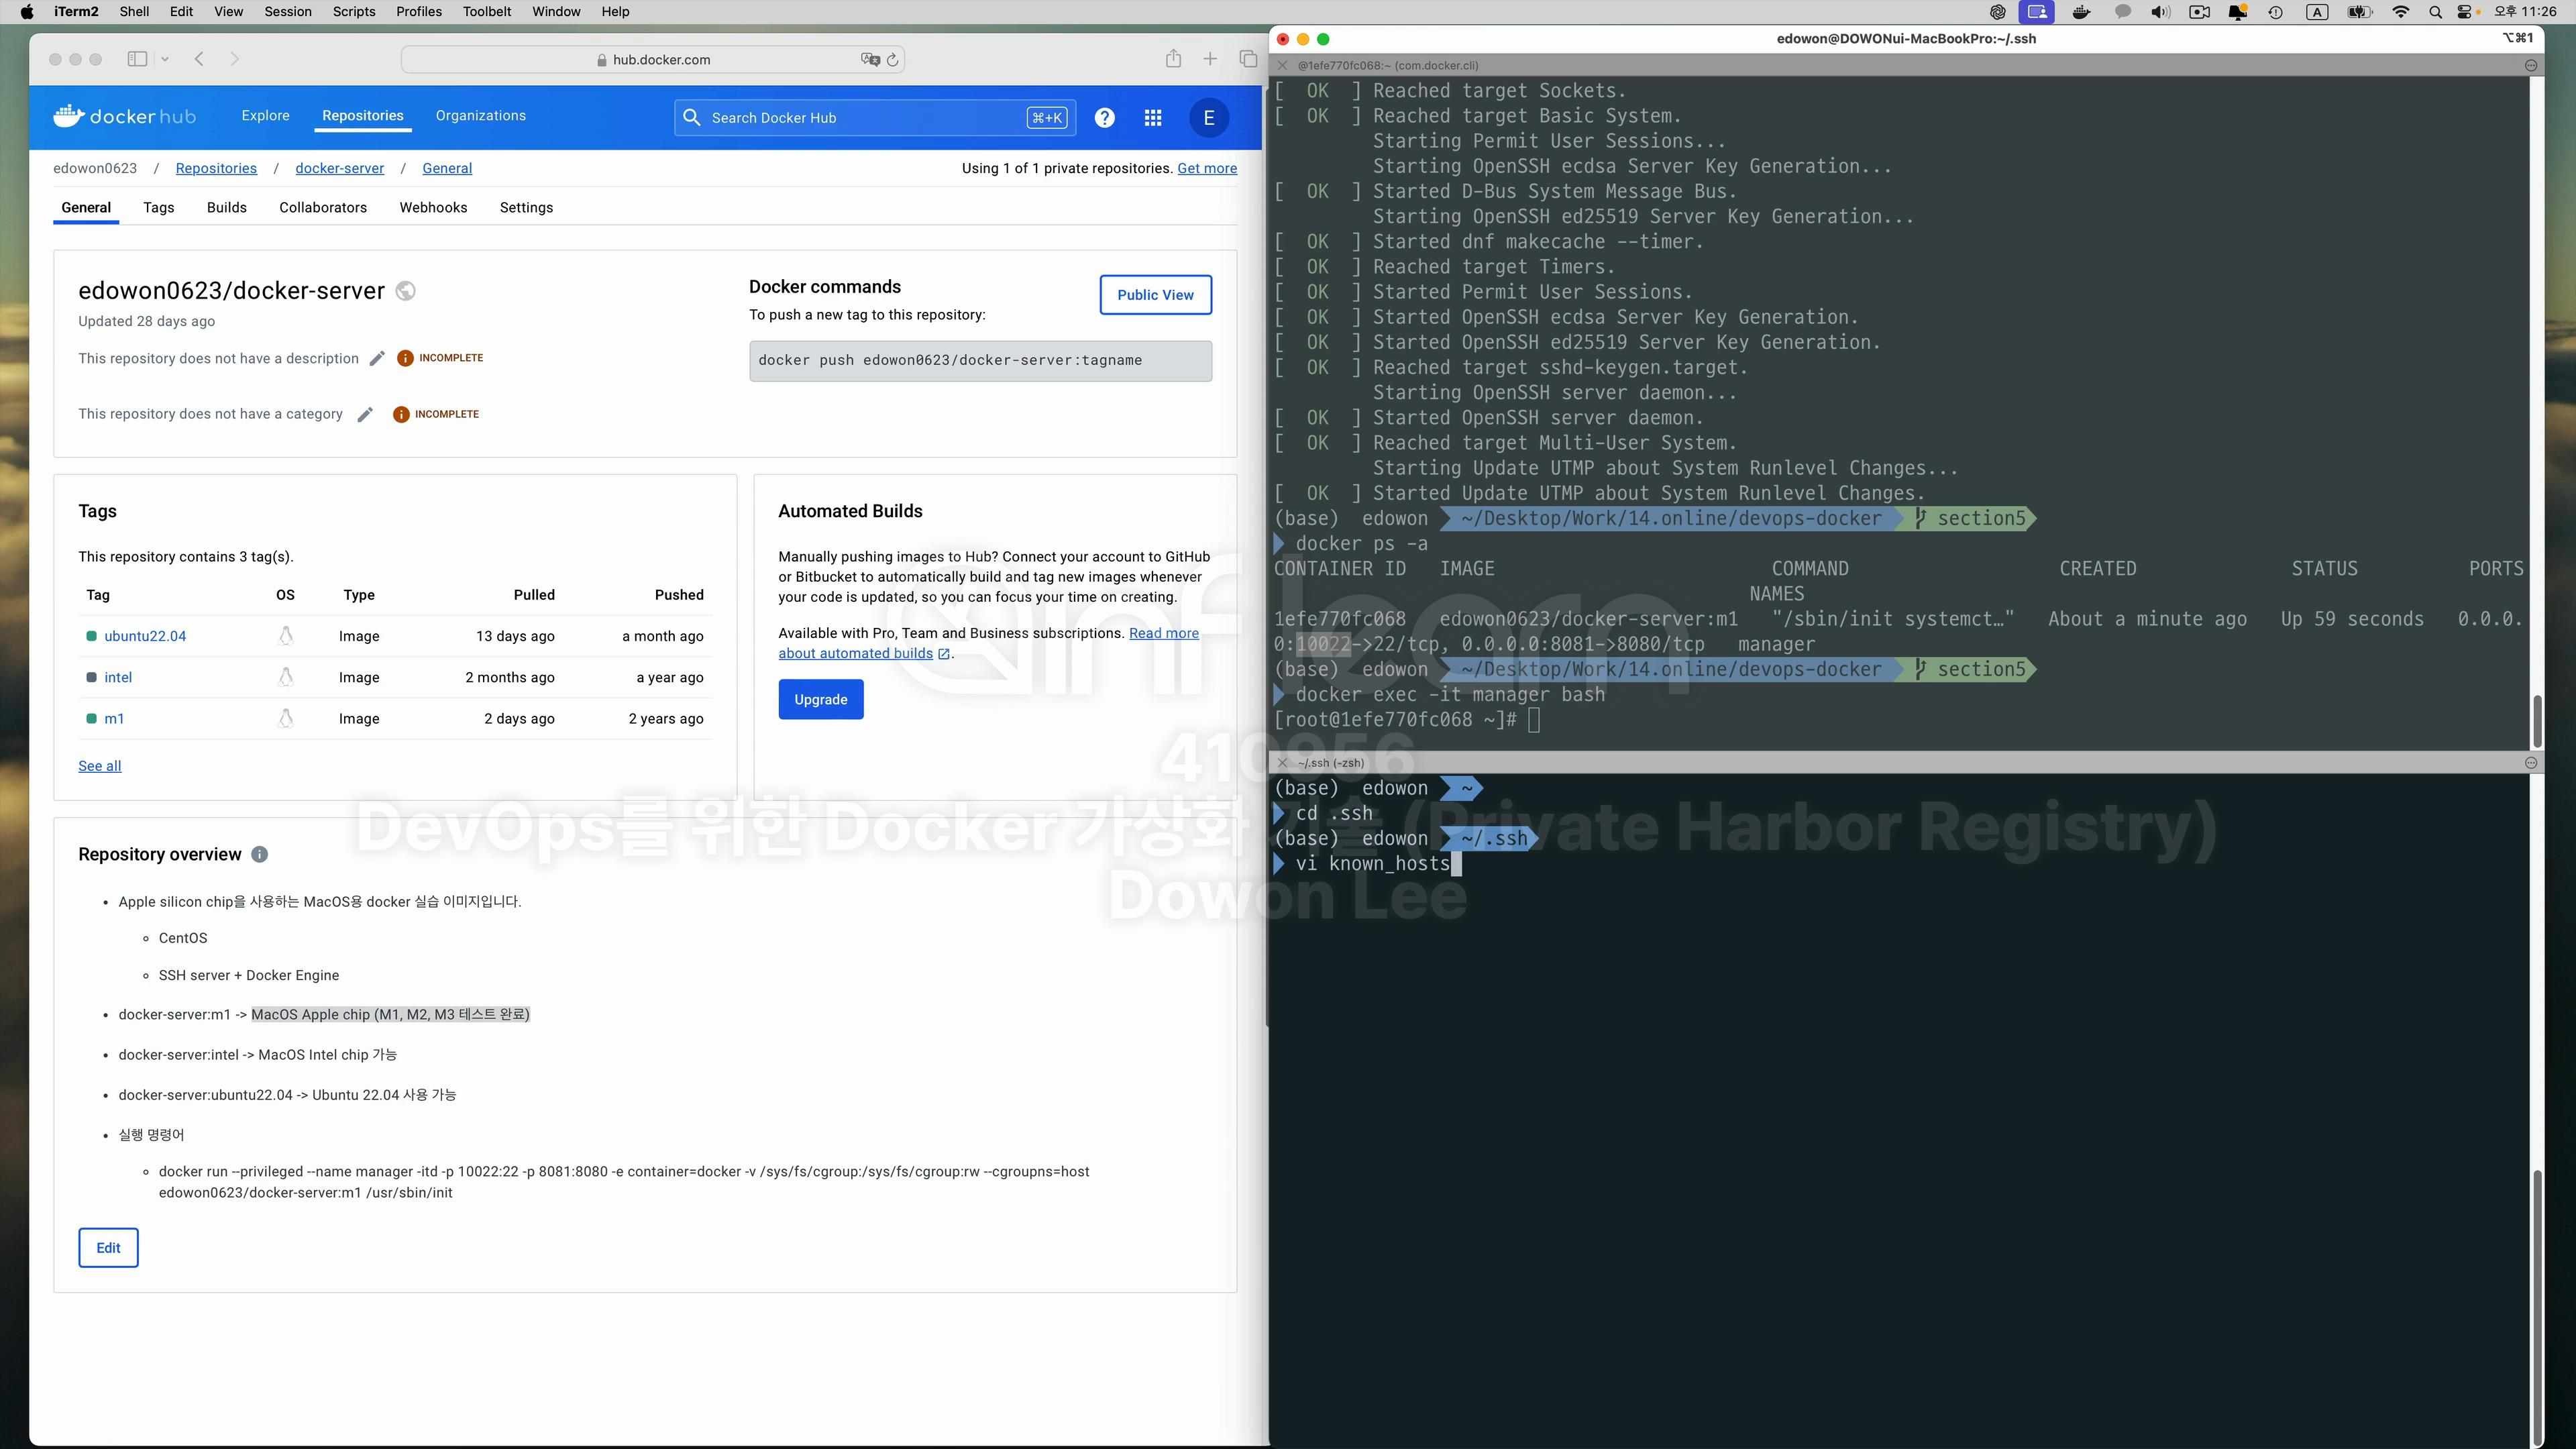 iTerm2 Shell Edit View Session Scripts Profiles Toolbelt Window Help
A 오후 11:26
hub.docker.com
docker hub Explore Repositories Organizations Search Docker Hub ⌘+K ? E
edowon0623 / Repositories / docker-server / General
Using 1 of 1 private repositories. Get more
General Tags Builds Collaborators Webhooks Settings
edowon0623/docker-server
Updated 28 days ago
This repository does not have a description INCOMPLETE
This repository does not have a category INCOMPLETE
Docker commands
To push a new tag to this repository:
Public View
docker push edowon0623/docker-server:tagname
Tags
This repository contains 3 tag(s).
Tag OS Type Pulled Pushed
ubuntu22.04 Image 13 days ago a month ago
intel Image 2 months ago a year ago
m1 Image 2 days ago 2 years ago
See all
Automated Builds
Manually pushing images to Hub? Connect your account to GitHub
or Bitbucket to automatically build and tag new images whenever
your code is updated, so you can focus your time on creating.
Available with Pro, Team and Business subscriptions. Read more
about automated builds .
Upgrade
Repository overview
• Apple silicon chip을 사용하는 MacOS용 docker 실습 이미지입니다.
◦ CentOS
◦ SSH server + Docker Engine
• docker-server:m1 -> MacOS Apple chip (M1, M2, M3 테스트 완료)
• docker-server:intel -> MacOS Intel chip 가능
• docker-server:ubuntu22.04 -> Ubuntu 22.04 사용 가능
• 실행 명령어
◦ docker run --privileged --name manager -itd -p 10022:22 -p 8081:8080 -e container=docker -v /sys/fs/cgroup:/sys/fs/cgroup:rw --cgroupns=host
edowon0623/docker-server:m1 /usr/sbin/init
Edit
edowon@DOWONui-MacBookPro:~/.ssh ⌥⌘1
@1efe770fc068:~ (com.docker.cli)
[ OK ] Reached target Sockets.
[ OK ] Reached target Basic System.
Starting Permit User Sessions...
Starting OpenSSH ecdsa Server Key Generation...
[ OK ] Started D-Bus System Message Bus.
Starting OpenSSH ed25519 Server Key Generation...
[ OK ] Started dnf makecache --timer.
[ OK ] Reached target Timers.
[ OK ] Started Permit User Sessions.
[ OK ] Started OpenSSH ecdsa Server Key Generation.
[ OK ] Started OpenSSH ed25519 Server Key Generation.
[ OK ] Reached target sshd-keygen.target.
Starting OpenSSH server daemon...
[ OK ] Started OpenSSH server daemon.
[ OK ] Reached target Multi-User System.
Starting Update UTMP about System Runlevel Changes...
[ OK ] Started Update UTMP about System Runlevel Changes.
(base) edowon ~/Desktop/Work/14.online/devops-docker section5
docker ps -a
CONTAINER ID IMAGE COMMAND CREATED STATUS PORTS
NAMES
1efe770fc068 edowon0623/docker-server:m1 "/sbin/init systemct…" About a minute ago Up 59 seconds 0.0.0.
0:10022->22/tcp, 0.0.0.0:8081->8080/tcp manager
(base) edowon ~/Desktop/Work/14.online/devops-docker section5
docker exec -it manager bash
[root@1efe770fc068 ~]#
~/.ssh (-zsh)
(base) edowon ~
cd .ssh
(base) edowon ~/.ssh
vi known_hosts
inflearn
410956
DevOps를 위한 Docker 가상화 기술 (Private Harbor Registry)
Dowon Lee